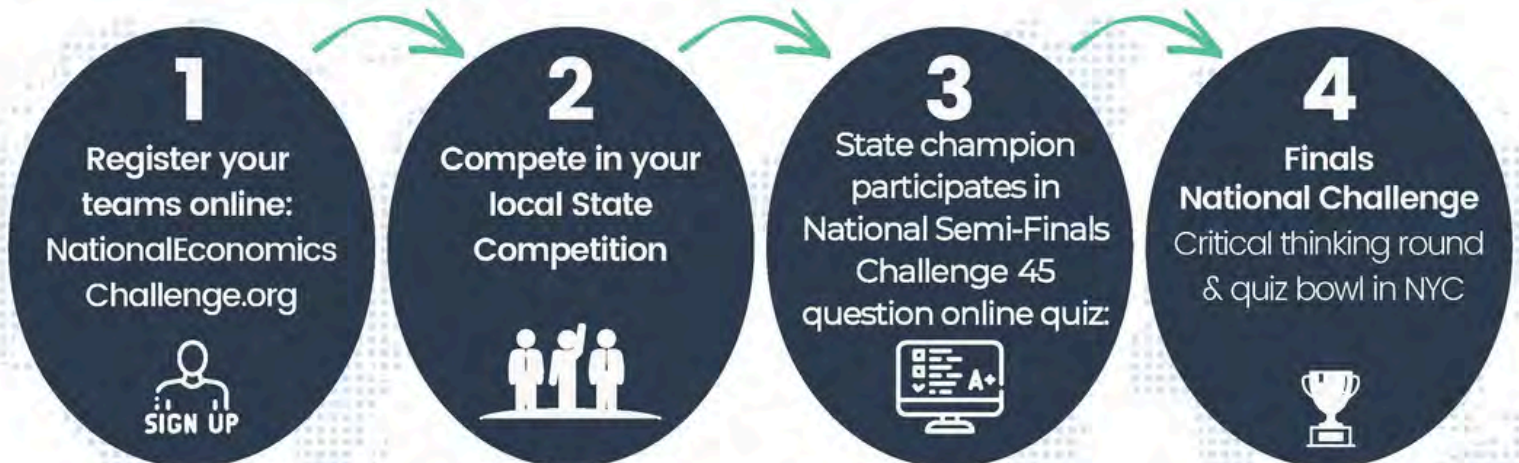 1
Register your
teams online:
NationalEconomics
Challenge.org
SIGN UP
2
Compete in your
local State
Competition
3
State champion
participates in
National Semi-Finals
Challenge 45
question online quiz:
A+
4
Finals
National Challenge
Critical thinking round
& quiz bowl in NYC